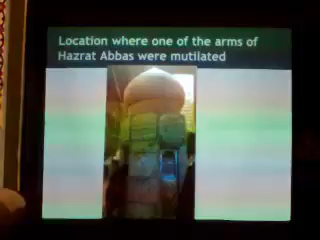 Location where one of the arms of
Hazrat Abbas were mutilated